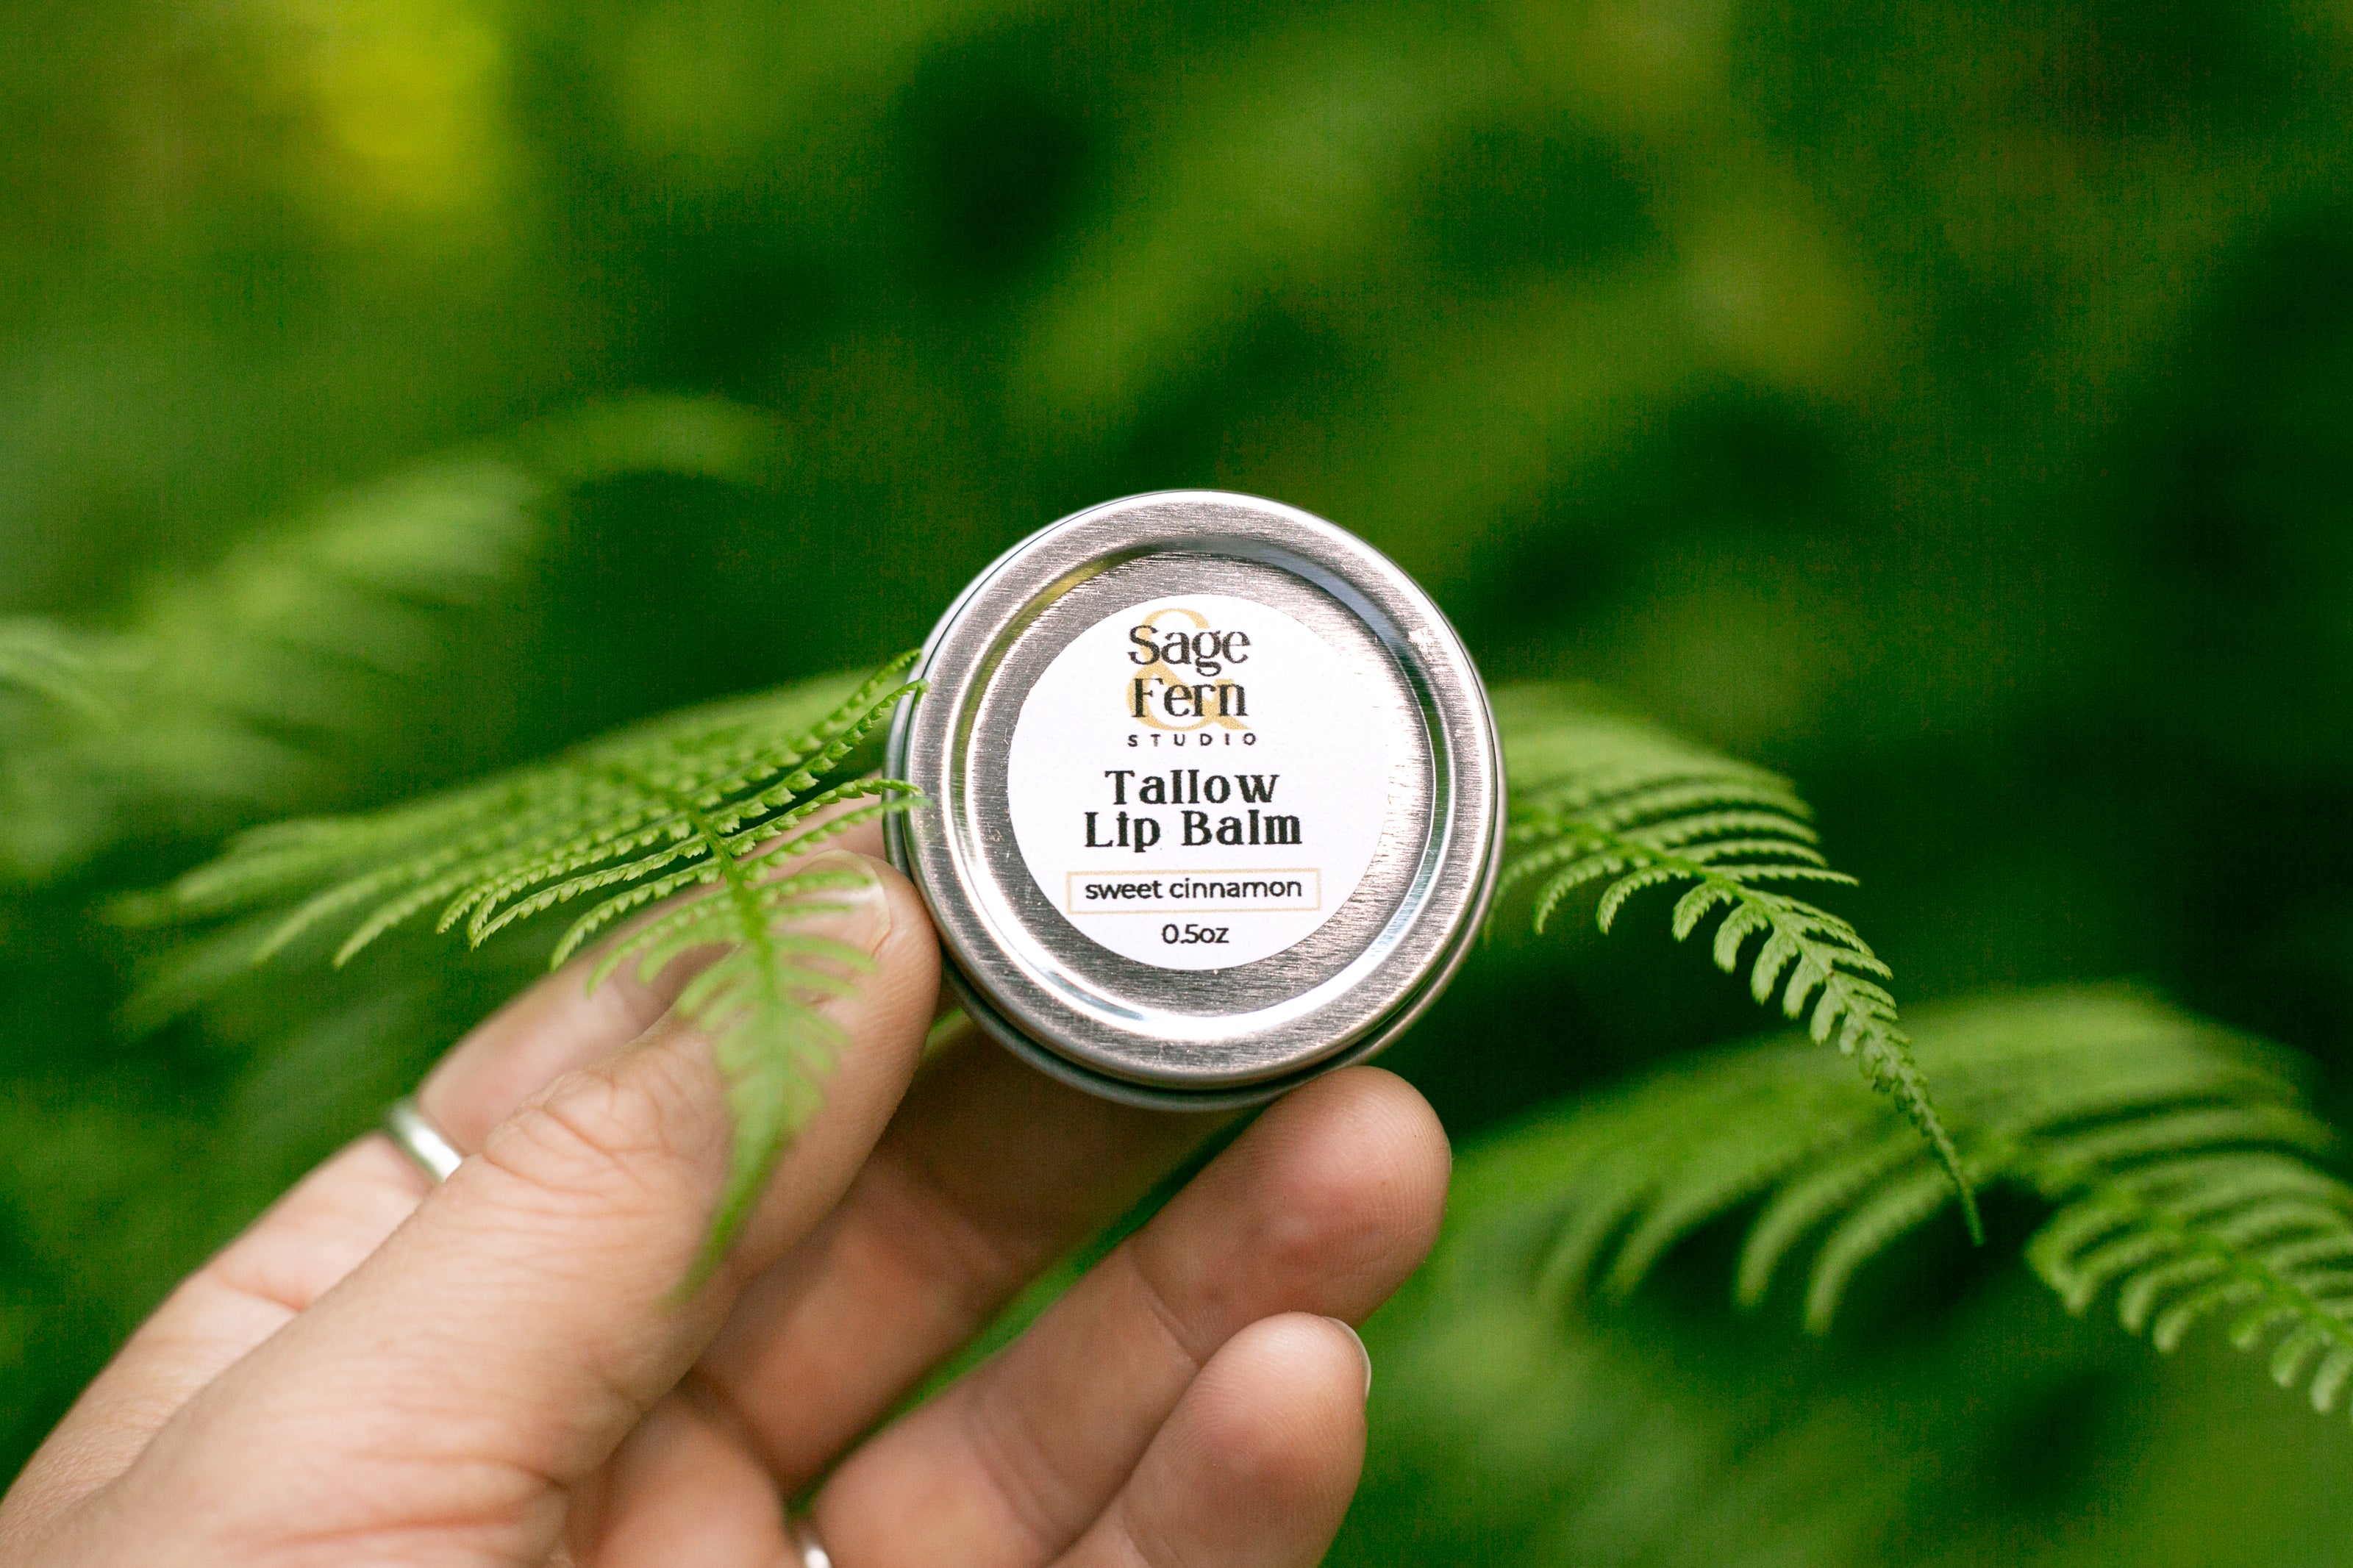 Sage
& Fern
STUDIO
Tallow
Lip Balm
sweet cinnamon
0.5oz